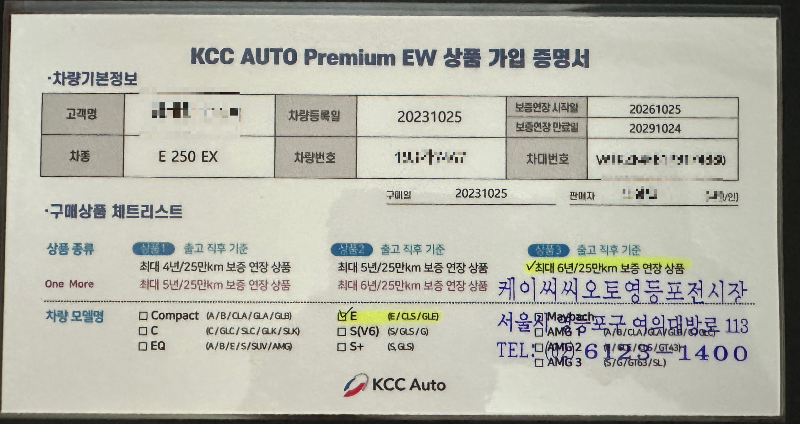 KCC AUTO Premium EW 상품 가입 증명서
·차량기본정보
고객명 차량등록일 20231025 보증연장 시작일 20261025
보증연장 만료일 20291024
차종 E 250 EX 차량번호 차대번호
구매일 20231025 판매자 /인)
·구매상품 체트리스트
상품 종류 상품1 출고 직후 기준 상품2 출고 직후 기준 상품3 출고 직후 기준
최대 4년/25만km 보증 연장 상품 최대 5년/25만km 보증 연장 상품 최대 6년/25만km 보증 연장 상품
One More 최대 5년/25만km 보증 연장 상품 최대 6년/25만km 보증 연장 상품
케이씨씨오토영등포전시장
차량 모델명 Compact (A/B/CLA/GLA/GLB) E (E/CLS/GLE) Maybach
서울시 영등포구 여의대방로 113
C (C/GLC/SLC/GLK/SLK) S(V6) (S/GLS/G) AMG
TEL: (02) 6123-1400
EQ (A/B/E/S/SUV/AMG) S+ (S,GLS) AMG 2
AMG 3 (S/G/GT63/SL)
KCC Auto